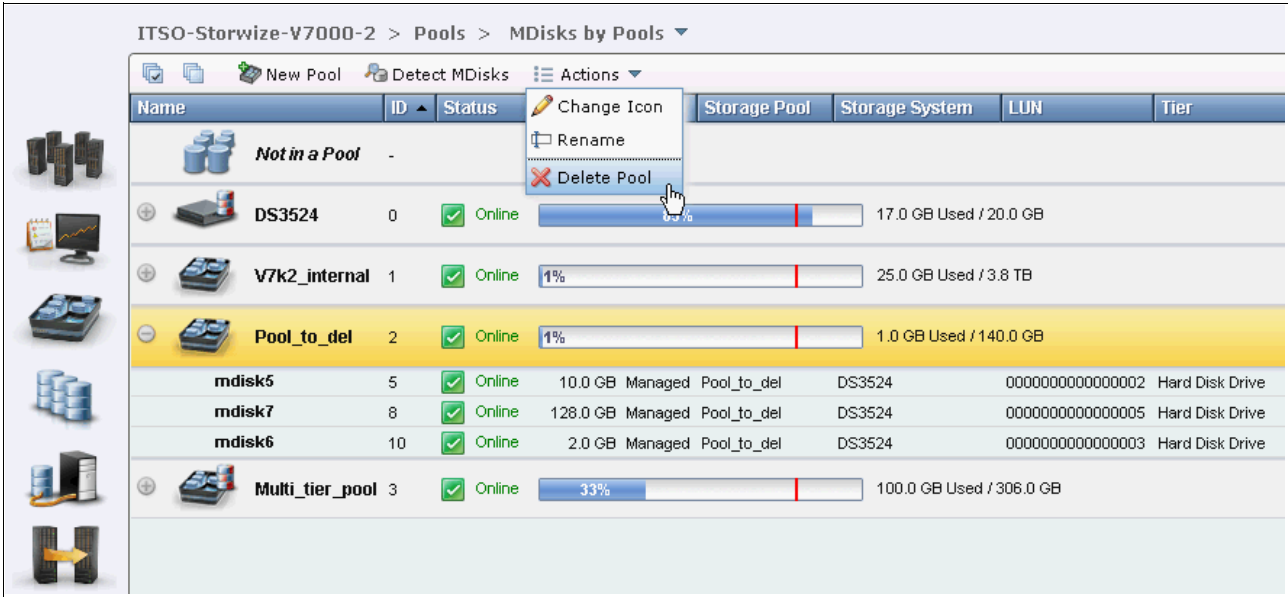 ITSO-Storwize-V7000-2 > Pools > MDisks by Pools
New Pool Detect MDisks Actions
Name ID Status Storage Pool Storage System LUN Tier
Change Icon
Rename
Delete Pool
Not in a Pool -
DS3524 0 Online 17.0 GB Used / 20.0 GB
V7k2_internal 1 Online 1% 25.0 GB Used / 3.8 TB
Pool_to_del 2 Online 1% 1.0 GB Used / 140.0 GB
mdisk5 5 Online 10.0 GB Managed Pool_to_del DS3524 0000000000000002 Hard Disk Drive
mdisk7 8 Online 128.0 GB Managed Pool_to_del DS3524 0000000000000005 Hard Disk Drive
mdisk6 10 Online 2.0 GB Managed Pool_to_del DS3524 0000000000000003 Hard Disk Drive
Multi_tier_pool 3 Online 33% 100.0 GB Used / 306.0 GB